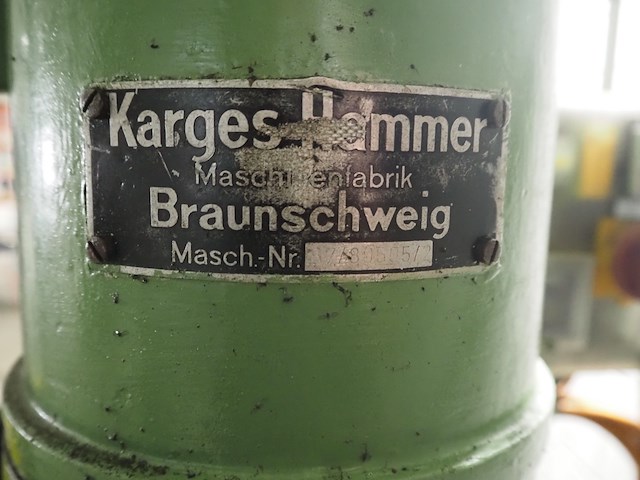 Karges-Hammer
Maschinenfabrik
Braunschweig
Masch.-Nr.